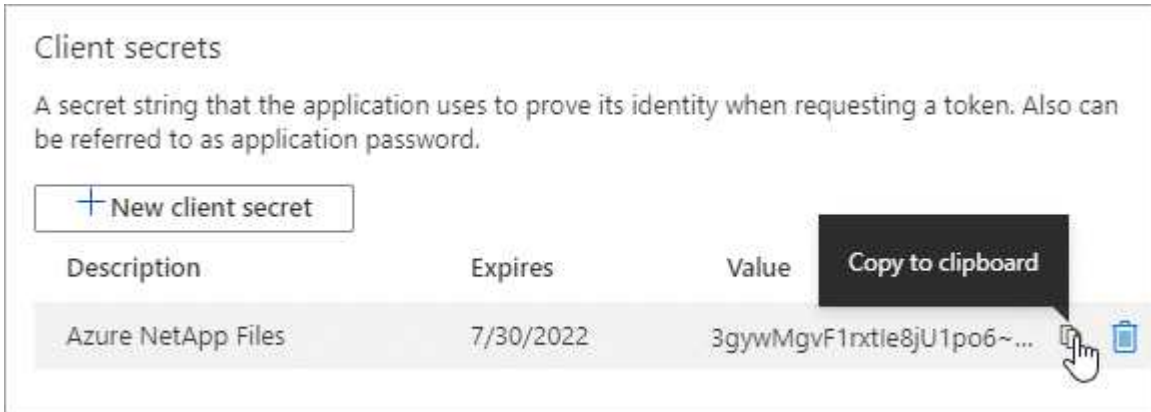 Client secrets
A secret string that the application uses to prove its identity when requesting a token. Also can
be referred to as application password.
New client secret
Description Expires Value Copy to clipboard
Azure NetApp Files 7/30/2022 3gywMgvF1rxtIe8jU1po6~...